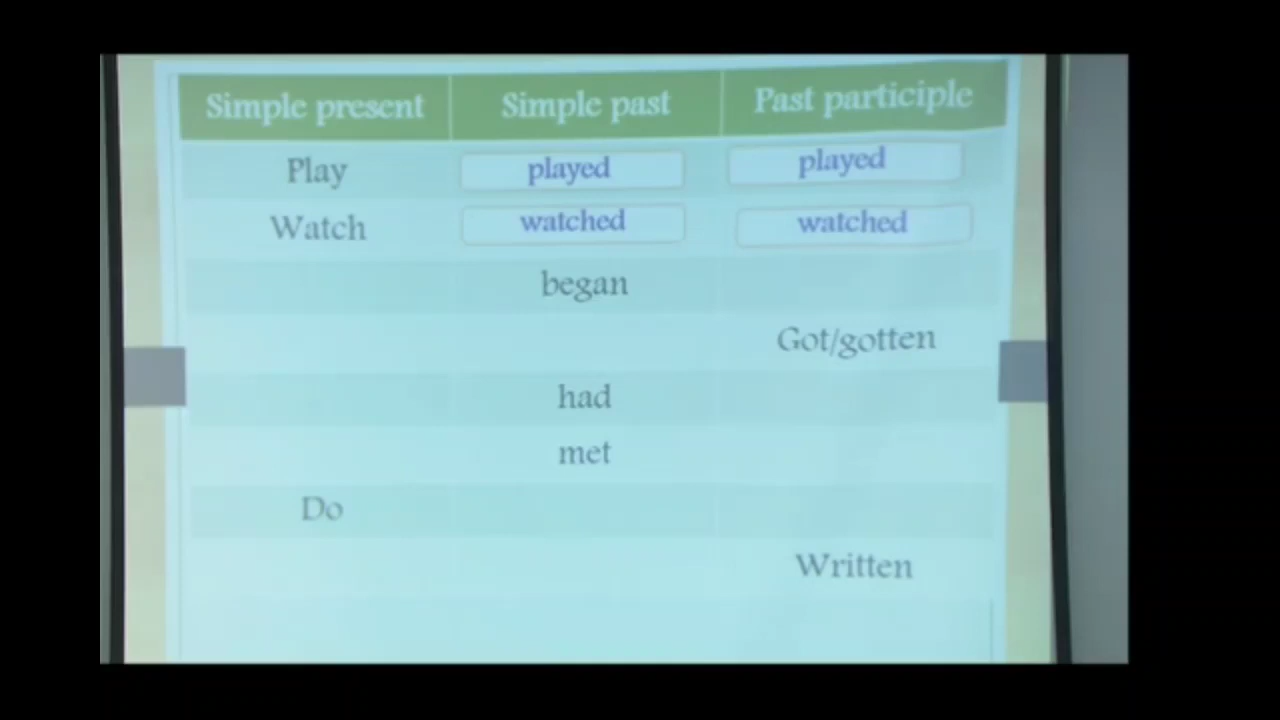 Simple present Simple past Past participle
Play played played
Watch watched watched
began
Got/gotten
had
met
Do
Written